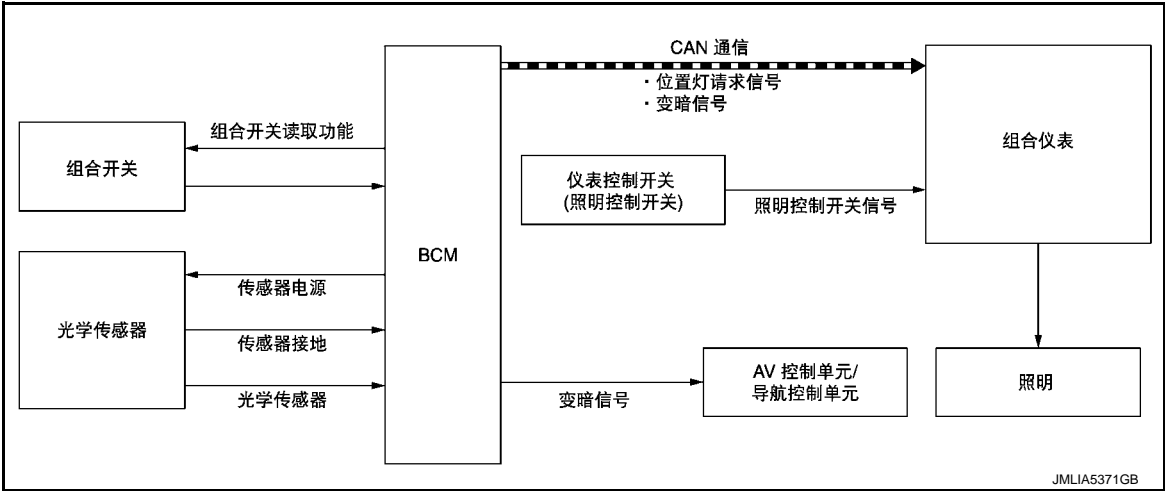 CAN 通信
・位置灯请求信号
・变暗信号
组合开关读取功能
组合开关
组合仪表
仪表控制开关
(照明控制开关)
照明控制开关信号
BCM
传感器电源
光学传感器
传感器接地
光学传感器
变暗信号
AV 控制单元/
导航控制单元
照明
JMLIA5371GB